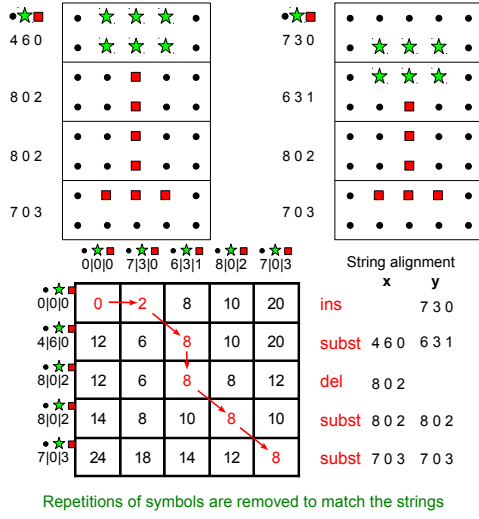 4 6 0
8 0 2
8 0 2
7 0 3
7 3 0
6 3 1
8 0 2
7 0 3
0|0|0 7|3|0 6|3|1 8|0|2 7|0|3
String alignment
x y
0|0|0 0 2 8 10 20 ins 7 3 0
4|6|0 12 6 8 10 20 subst 4 6 0 6 3 1
8|0|2 12 6 8 8 12 del 8 0 2
8|0|2 14 8 10 8 10 subst 8 0 2 8 0 2
7|0|3 24 18 14 12 8 subst 7 0 3 7 0 3
Repetitions of symbols are removed to match the strings